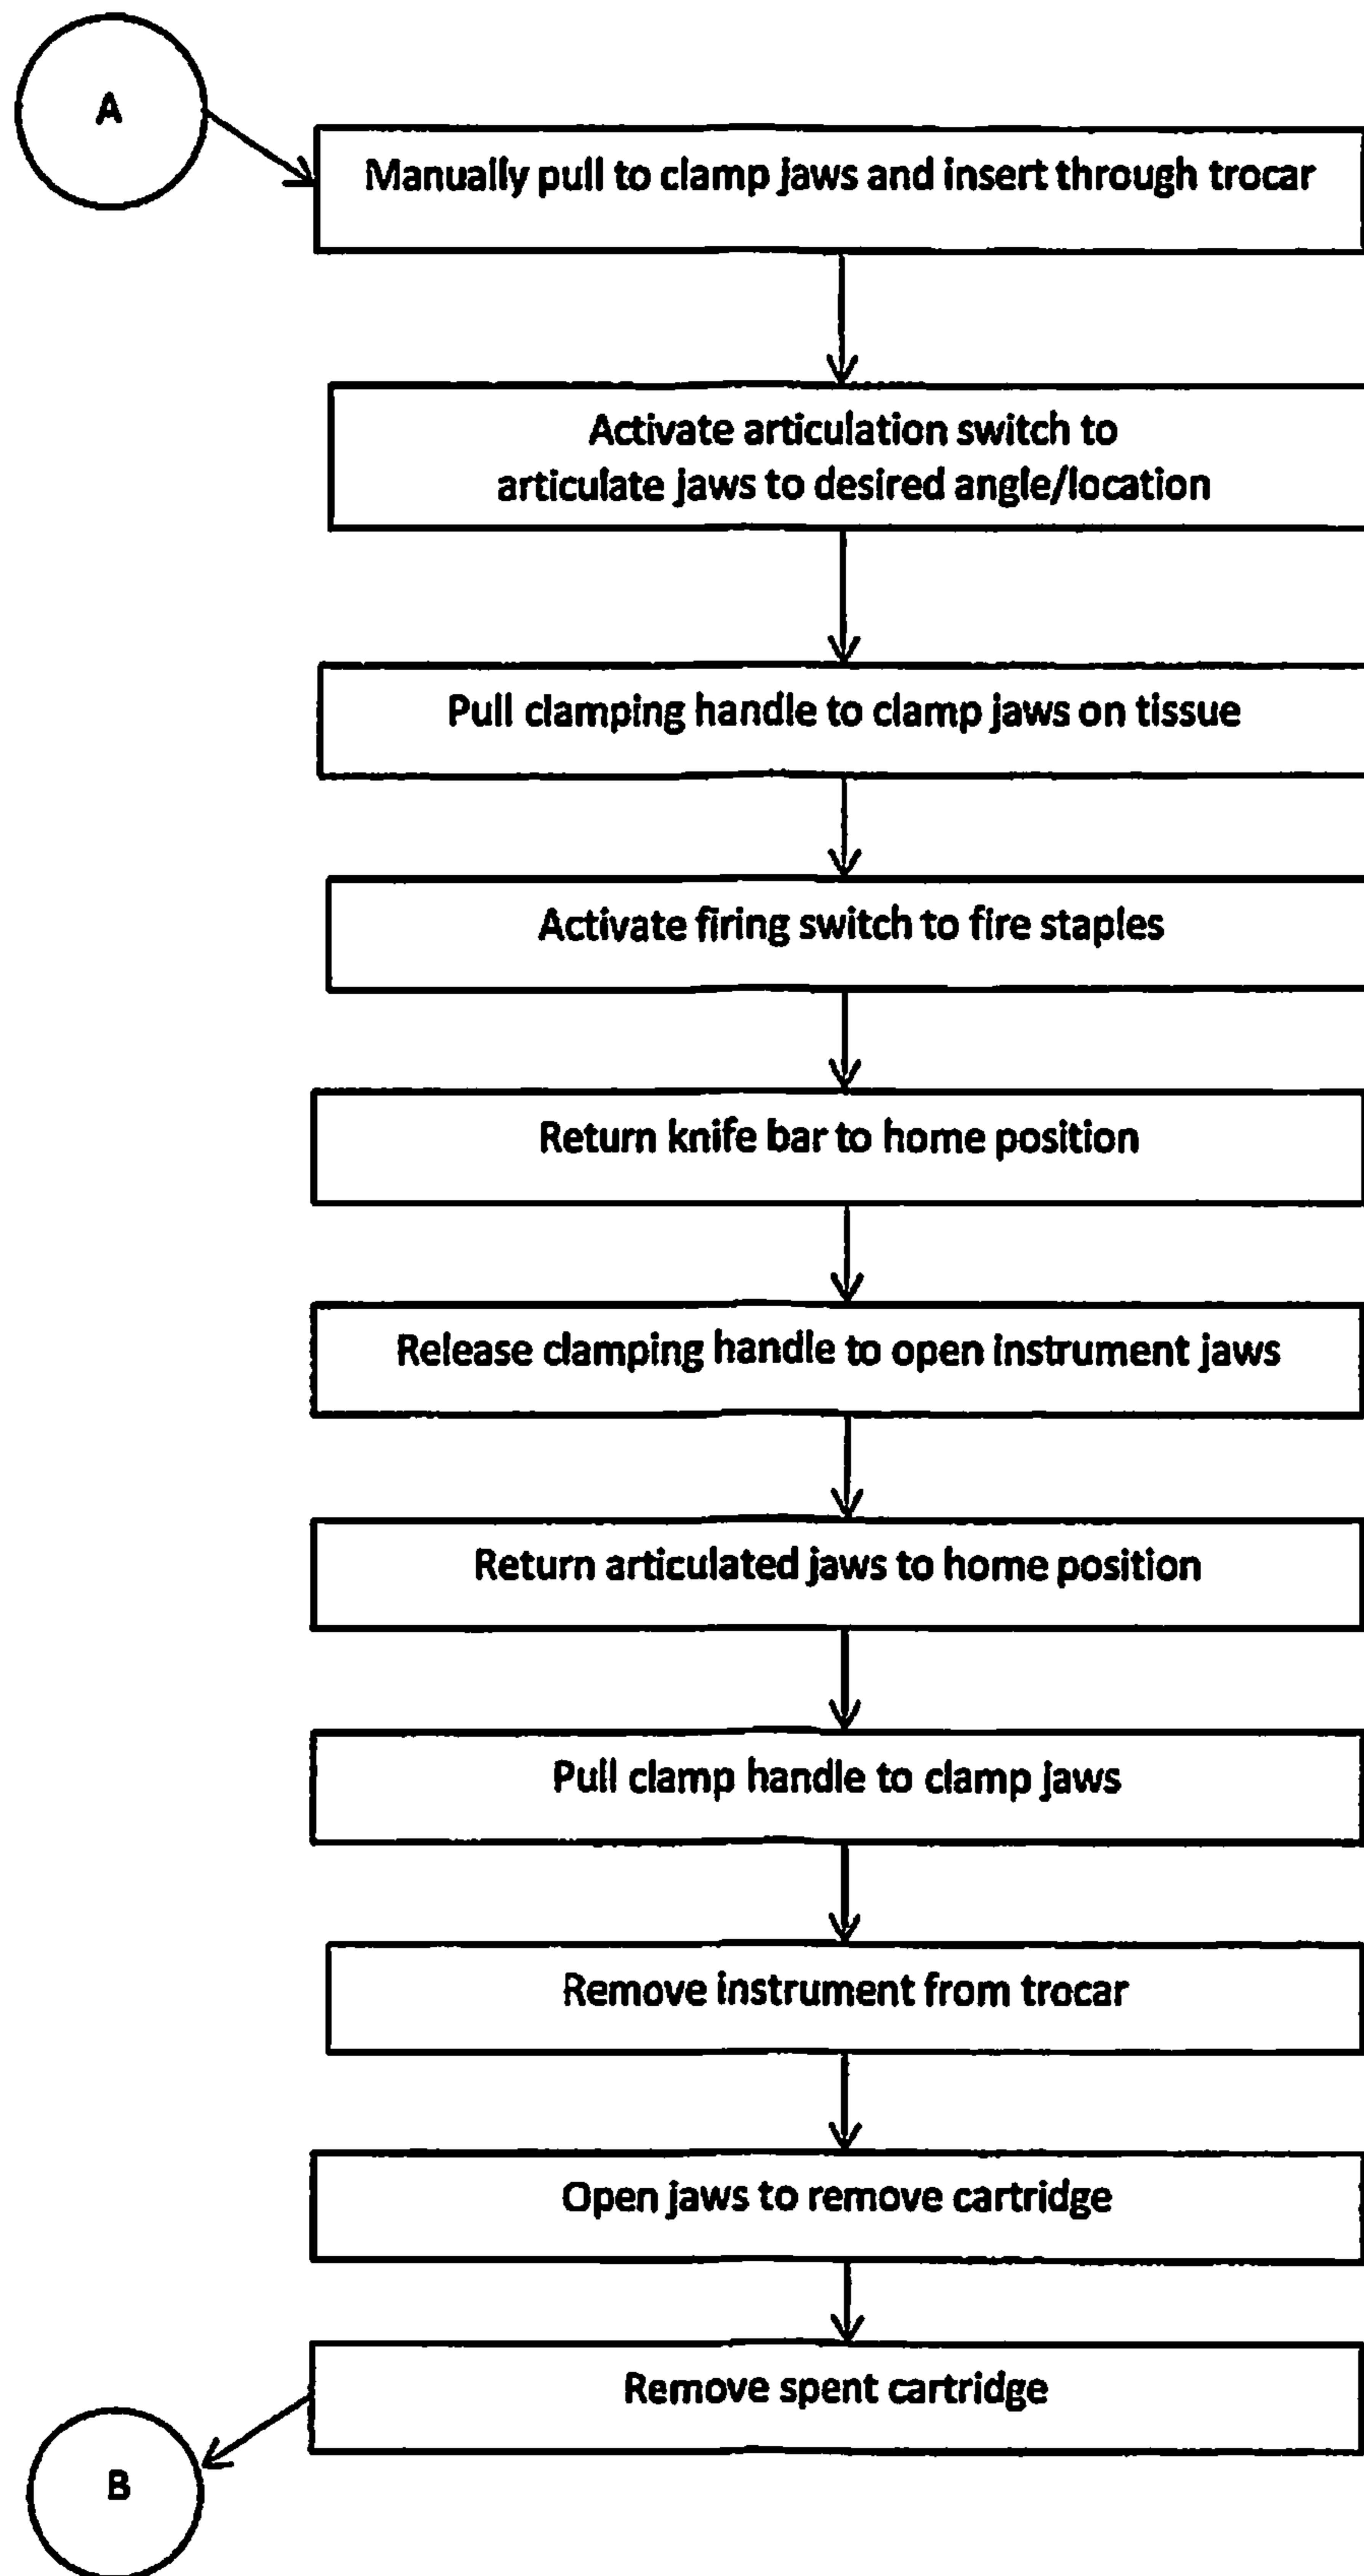 A
Manually pull to clamp jaws and insert through trocar
Activate articulation switch to
articulate jaws to desired angle/location
Pull clamping handle to clamp jaws on tissue
Activate firing switch to fire staples
Return knife bar to home position
Release clamping handle to open instrument jaws
Return articulated jaws to home position
Pull clamp handle to clamp jaws
Remove instrument from trocar
Open jaws to remove cartridge
Remove spent cartridge
B